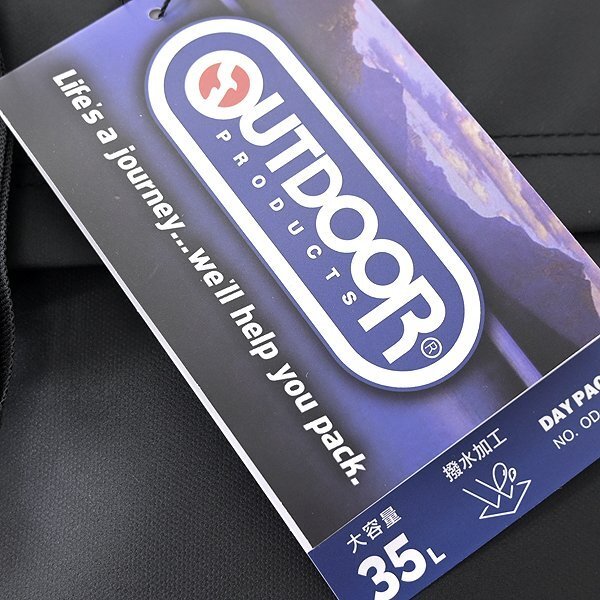 OUTDOOR®
PRODUCTS
Life's a journey...we'll help you pack.
大容量
35L
撥水加工
DAY
NO. OD